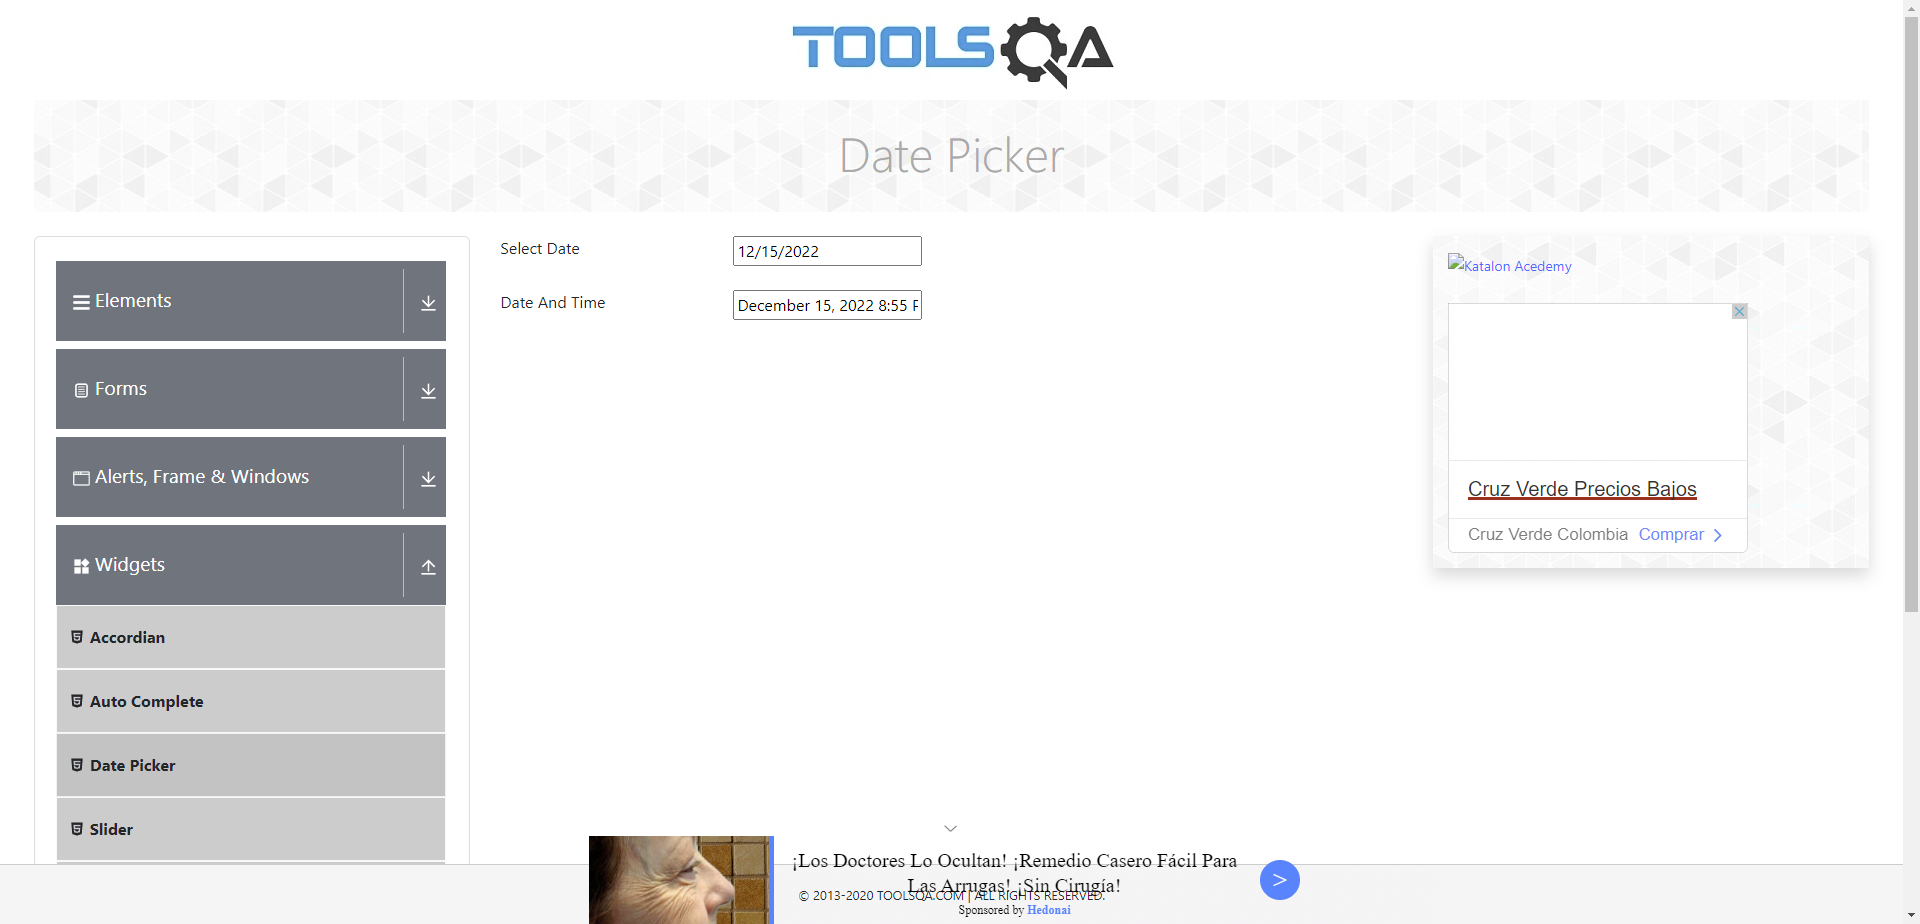 TOOLSQA
Date Picker
Elements
Forms
Alerts, Frame & Windows
Widgets
Accordian
Auto Complete
Date Picker
Slider
Select Date
12/15/2022
Date And Time
December 15, 2022 8:55 P
Katalon Acedemy
Cruz Verde Precios Bajos
Cruz Verde Colombia Comprar
¡Los Doctores Lo Ocultan! ¡Remedio Casero Fácil Para
Las Arrugas! ¡Sin Cirugía!
© 2013-2020 TOOLSQA.COM | ALL RIGHTS RESERVED.
Sponsored by Hedonai